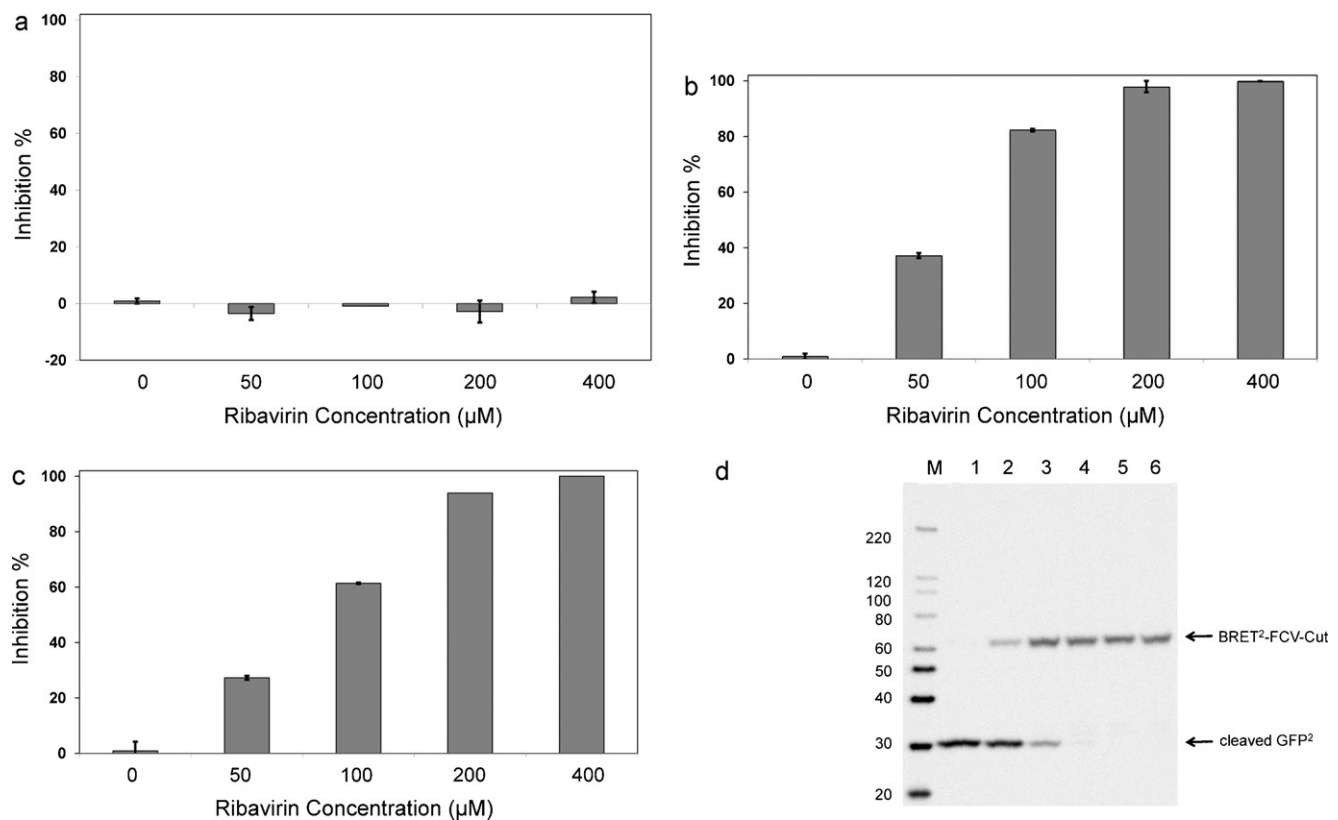 a
100
80
60
40
20
0
-20
Inhibition %
0 50 100 200 400
Ribavirin Concentration (µM)
b
100
80
60
40
20
0
Inhibition %
0 50 100 200 400
Ribavirin Concentration (µM)
c
100
80
60
40
20
0
Inhibition %
0 50 100 200 400
Ribavirin Concentration (µM)
d
M 1 2 3 4 5 6
220
120
100
80
60
50
40
30
20
BRET²-FCV-Cut
cleaved GFP²